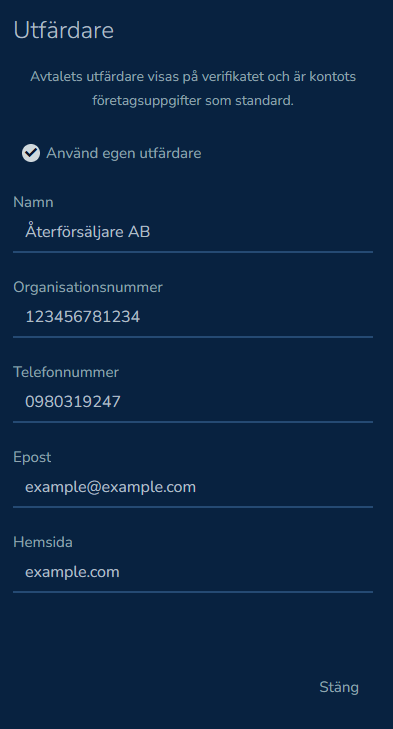 Utfärdare
Avtalets utfärdare visas på verifikatet och är kontots
företagsuppgifter som standard.
Använd egen utfärdare
Namn
Återförsäljare AB
Organisationsnummer
123456781234
Telefonnummer
0980319247
Epost
example@example.com
Hemsida
example.com
Stäng